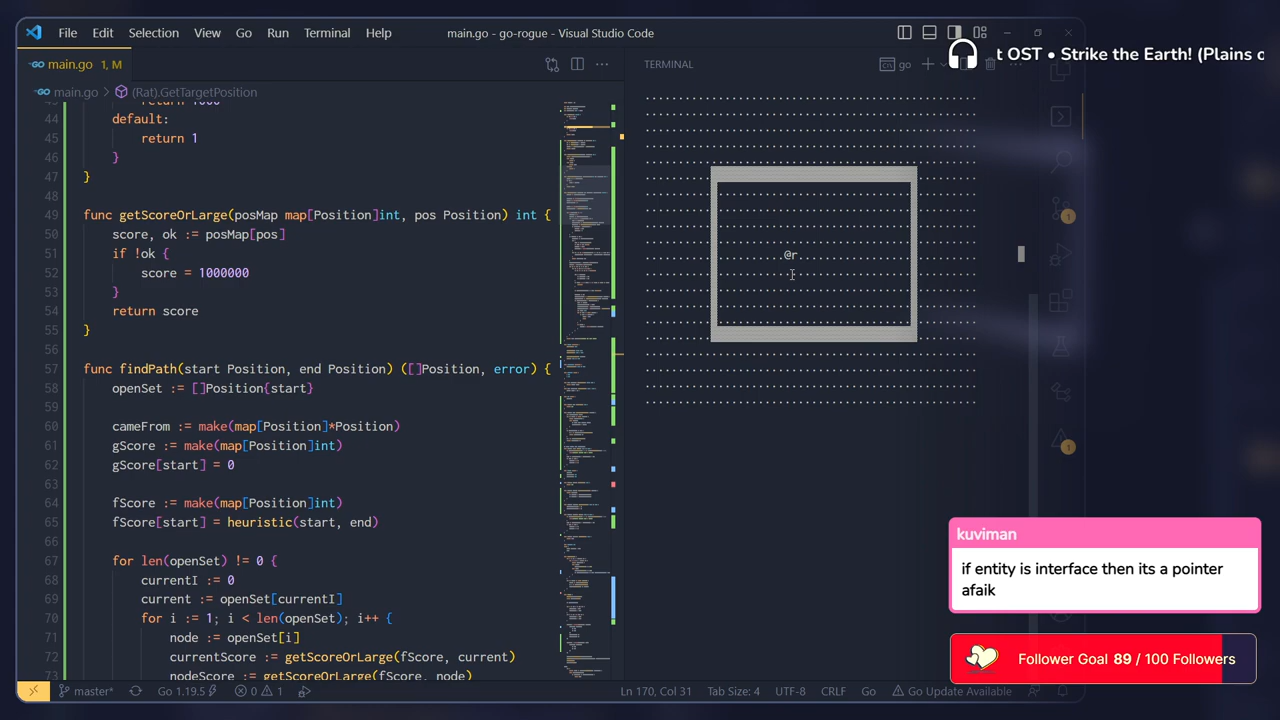 File Edit Selection View Go Run Terminal Help
main.go - go-rogue - Visual Studio Code
main.go 1, M
main.go > (Rat).GetTargetPosition
44 default:
45 return 1
46 }
47 }
48
49 func getscoreOrLarge(posMap map[Position]int, pos Position) int {
50 score, ok := posMap[pos]
51 if !ok {
52 score = 1000000
53 }
54 return score
55 }
56
57 func findPath(start Position, end Position) ([]Position, error) {
58 openSet := []Position{start}
59
60 cameFrom := make(map[Position]*Position)
61 gScore := make(map[Position]int)
62 gScore[start] = 0
63
64 fScore := make(map[Position]int)
65 fScore[start] = heuristic(start, end)
66
67 for len(openSet) != 0 {
68 currentI := 0
69 current := openSet[currentI]
70 for i := 1; i < len(openSet); i++ {
71 node := openSet[i]
72 currentScore := getscoreOrLarge(fScore, current)
73 nodeScore := getscoreOrLarge(fScore, node)
TERMINAL
go
@r
t OST • Strike the Earth! (Plains o
1
1
kuviman
if entity is interface then its a pointer
afaik
Follower Goal 89 / 100 Followers
master*
Go 1.19.5
0 1
Ln 170, Col 31
Tab Size: 4
UTF-8
CRLF
Go
Go Update Available